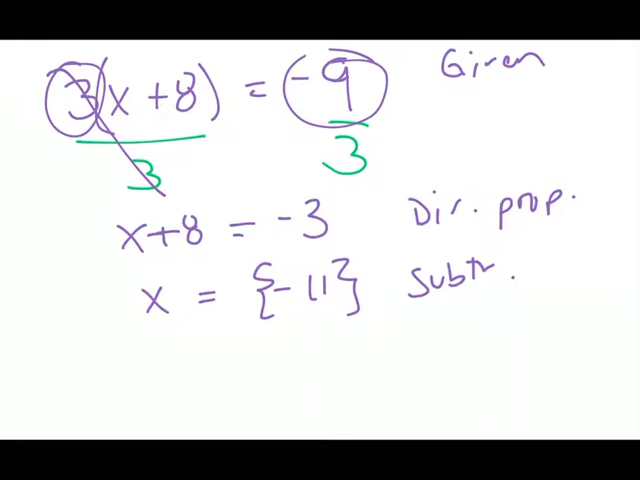 3(x+8) = -9 Given
3 3
x+8 = -3 Div. prop.
x = {-11} Subtr.